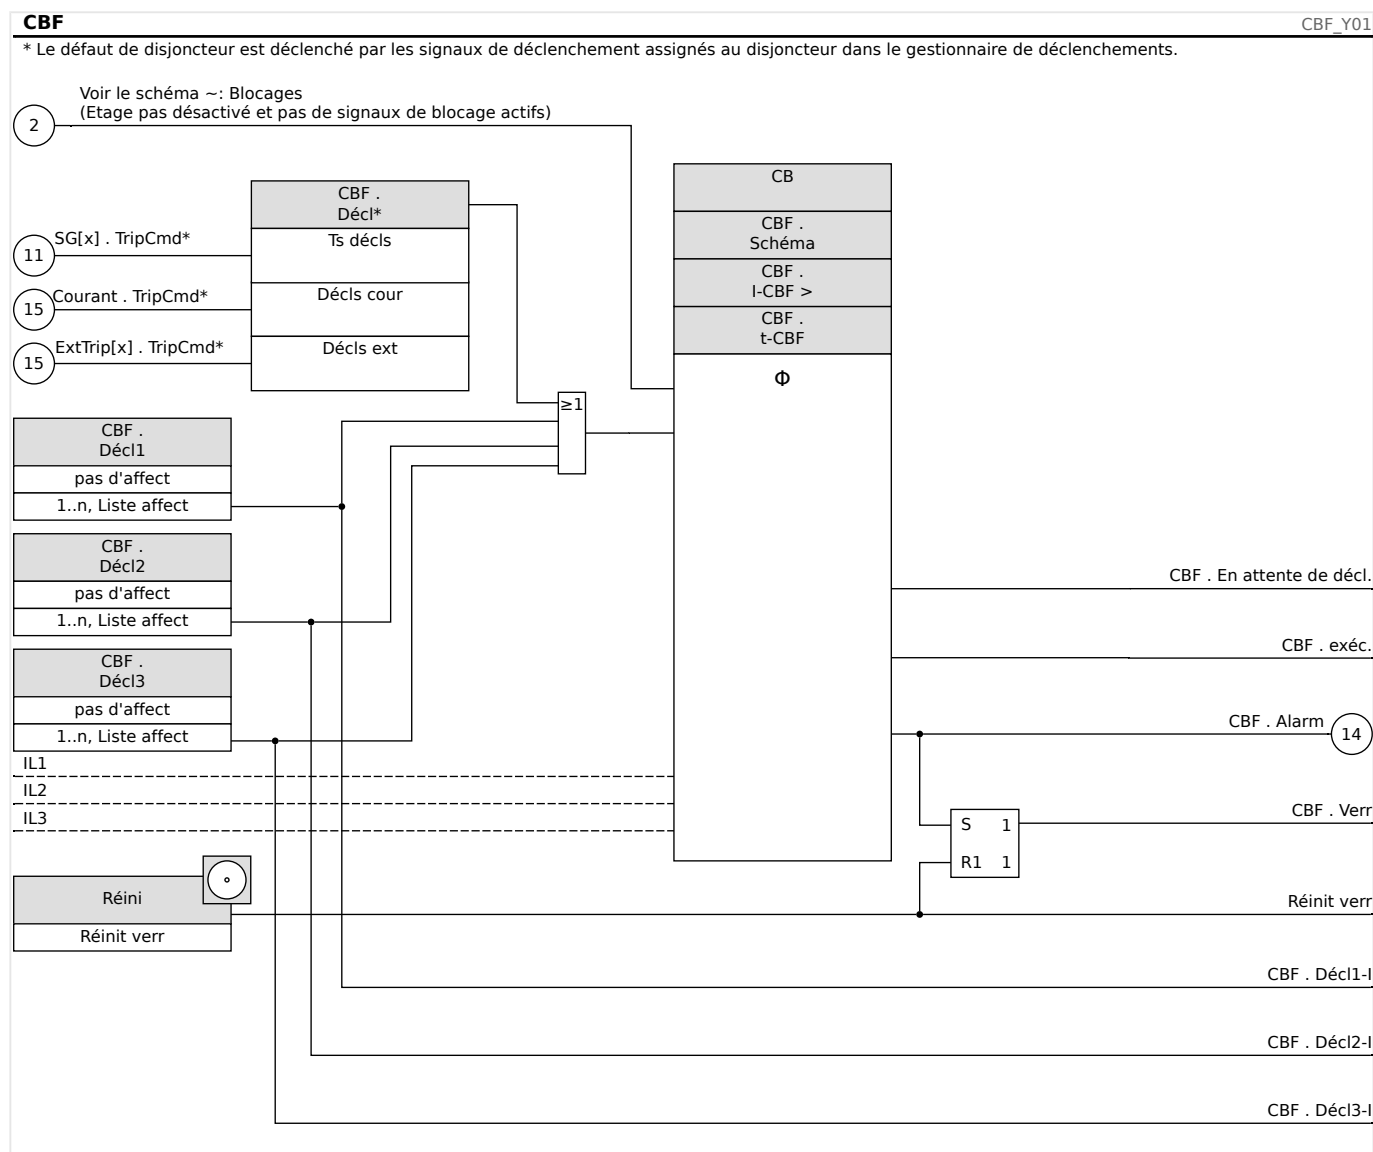 CBF
CBF_Y01
* Le défaut de disjoncteur est déclenché par les signaux de déclenchement assignés au disjoncteur dans le gestionnaire de déclenchements.
Voir le schéma ~: Blocages
(Etage pas désactivé et pas de signaux de blocage actifs)
2
CBF .
Décl*
Ts décls
Décls cour
Décls ext
11
SG[x] . TripCmd*
15
Courant . TripCmd*
15
ExtTrip[x] . TripCmd*
CB
CBF .
Schéma
CBF .
I-CBF >
CBF .
t-CBF
Φ
≥1
CBF .
Décl1
pas d'affect
1..n, Liste affect
CBF .
Décl2
pas d'affect
1..n, Liste affect
CBF .
Décl3
pas d'affect
1..n, Liste affect
IL1
IL2
IL3
CBF . En attente de décl.
CBF . exéc.
CBF . Alarm
14
S 1
R1 1
CBF . Verr
Réini
Réinit verr
Réinit verr
CBF . Décl1-I
CBF . Décl2-I
CBF . Décl3-I